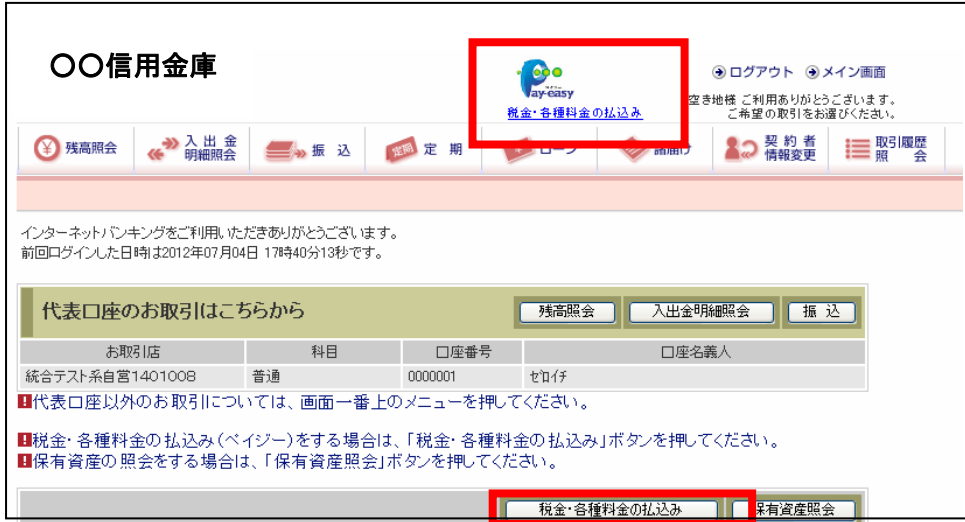 〇〇信用金庫
Pay-easy
税金・各種料金の払込み
ログアウト メイン画面
空き地様 ご利用ありがとうございます。
ご希望の取引をお選びください。
残高照会 入出金明細照会 振込 定期 定期 ローン 諸届け 契約者情報変更 取引履歴照会
インターネットバンキングをご利用いただきありがとうございます。
前回ログインした日時は2012年07月04日 17時40分13秒です。
代表口座のお取引はこちらから 残高照会 入出金明細照会 振込
お取引店 科目 口座番号 口座名義人
統合テスト系自営1401008 普通 0000001 ゼロイチ
代表口座以外のお取引については、画面一番上のメニューを押してください。
税金・各種料金の払込み(ペイジー)をする場合は、「税金・各種料金の払込み」ボタンを押してください。
保有資産の照会をする場合は、「保有資産照会」ボタンを押してください。
税金・各種料金の払込み 保有資産照会